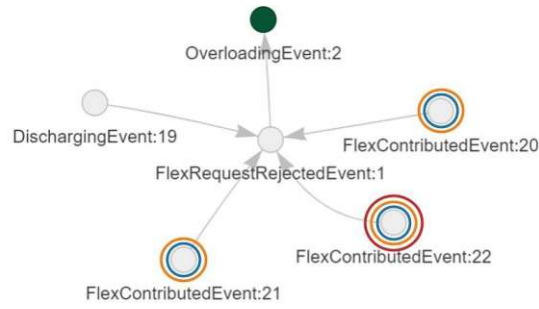 OverloadingEvent:2
DischargingEvent:19
FlexContributedEvent:20
FlexRequestRejectedEvent:1
FlexContributedEvent:22
FlexContributedEvent:21